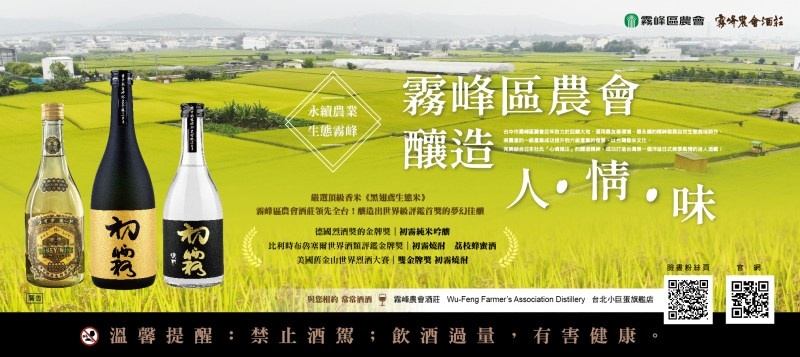 霧峰區農會 霧峰農會酒莊
永續農業
生態霧峰
霧峰區農會
釀造
人・情・味
嚴選頂級香米《黑翅鳶生態米》
霧峰區農會酒莊領先全台！釀造出世界級評鑑首獎的夢幻佳釀
德國烈酒獎的金牌獎｜初霧純米吟釀
比利時布魯塞爾世界酒類評鑑金牌獎｜初霧燒酎 荔枝蜂蜜酒
美國舊金山世界烈酒大賽｜雙金牌獎 初霧燒酎
初霧
初霧
燒酎
臉書粉絲頁 官網
廣告
與您相約 常常酒酒 霧峰農會酒莊 Wu-Feng Farmer's Association Distillery 台北小巨蛋旗艦店
溫馨提醒：禁止酒駕；飲酒過量，有害健康。